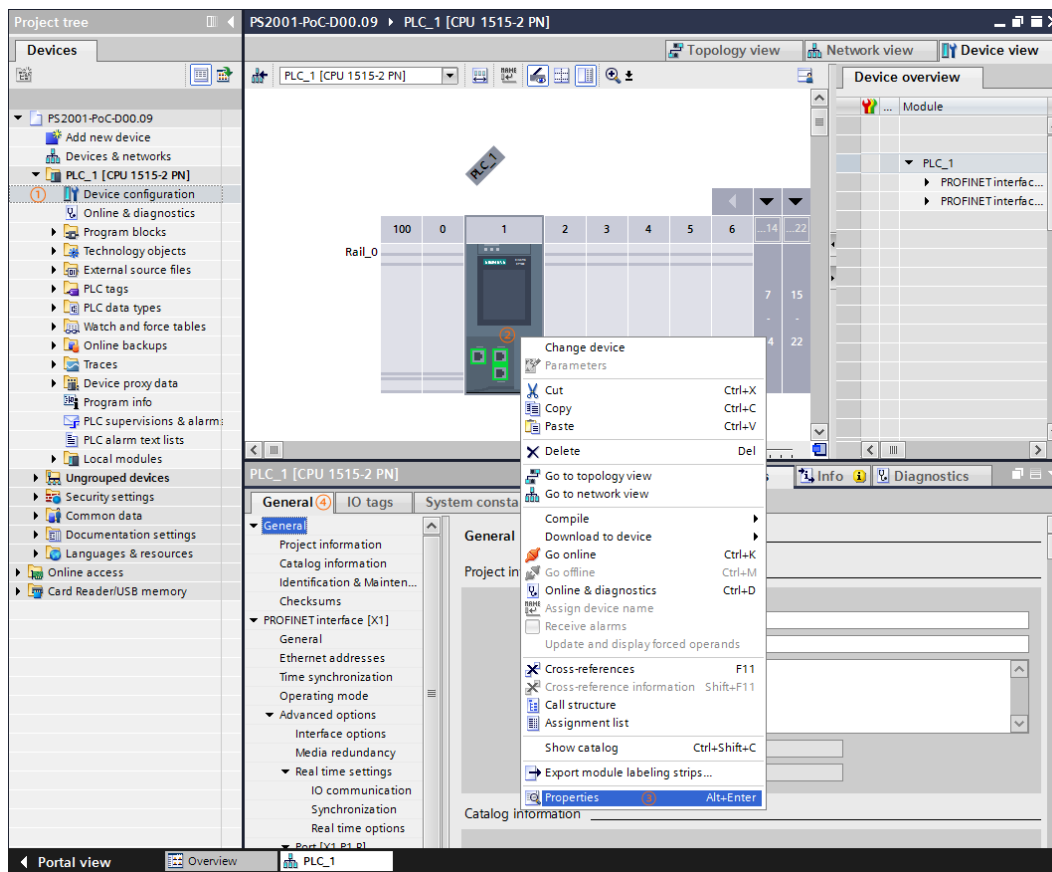 Project tree
PS2001-PoC-D00.09 PLC_1 [CPU 1515-2 PN]
Devices
Topology view
Network view
Device view
PLC_1 [CPU 1515-2 PN]
Device overview
... Module
PLC_1
PROFINET interfac...
PROFINET interfac...
PS2001-PoC-D00.09
Add new device
Devices & networks
PLC_1 [CPU 1515-2 PN]
1 Device configuration
Online & diagnostics
Program blocks
Technology objects
External source files
PLC tags
PLC data types
Watch and force tables
Online backups
Traces
Device proxy data
Program info
PLC supervisions & alarms
PLC alarm text lists
Local modules
Ungrouped devices
Security settings
Common data
Documentation settings
Languages & resources
Online access
Card Reader/USB memory
PLC_1
100 0 1 2 3 4 5 6 ...14 ...22
Rail_0
SIEMENS
7 15
- -
22
2
Change device
Parameters
Cut Ctrl+X
Copy Ctrl+C
Paste Ctrl+V
Delete Del
Go to topology view
Go to network view
Compile
Download to device
Go online Ctrl+K
Go offline Ctrl+M
Online & diagnostics Ctrl+D
Assign device name
Receive alarms
Update and display forced operands
Cross-references F11
Cross-reference information Shift+F11
Call structure
Assignment list
Show catalog Ctrl+Shift+C
Export module labeling strips...
Properties 3 Alt+Enter
PLC_1 [CPU 1515-2 PN]
Info
Diagnostics
General 4 IO tags System consta
General
Project information
Catalog information
Identification & Mainten...
Checksums
PROFINET interface [X1]
General
Ethernet addresses
Time synchronization
Operating mode
Advanced options
Interface options
Media redundancy
Real time settings
IO communication
Synchronization
Real time options
Port [X1 P1 R]
General
Project in
Catalog information
Portal view
Overview
PLC_1